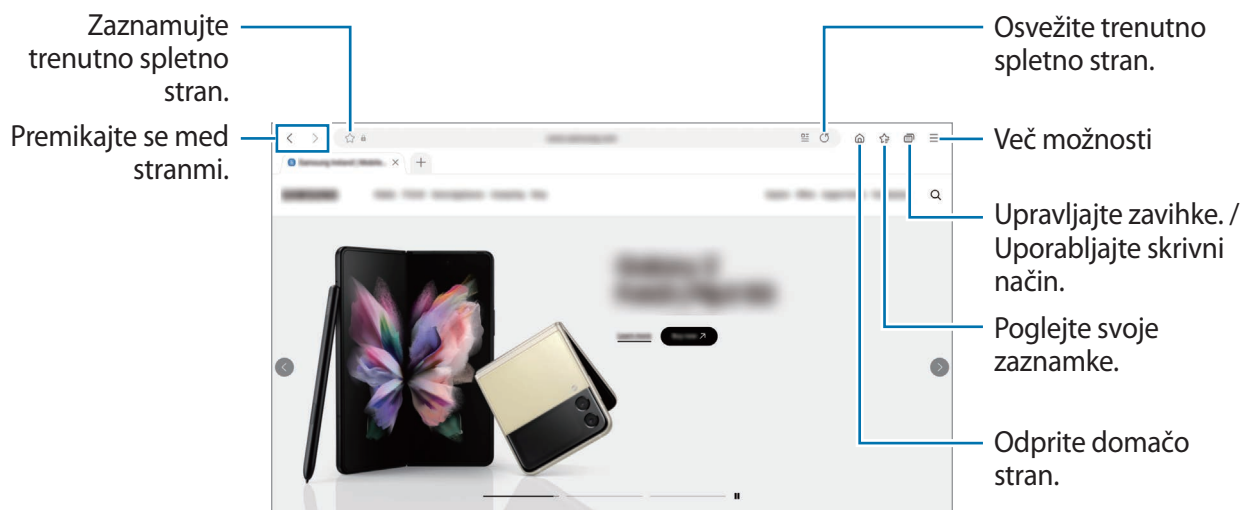 Zaznamujte
trenutno spletno
stran.
Premikajte se med
stranmi.
Osvežite trenutno
spletno stran.
Več možnosti
Upravljajte zavihke. /
Uporabljajte skrivni
način.
Poglejte svoje
zaznamke.
Odprite domačo
stran.